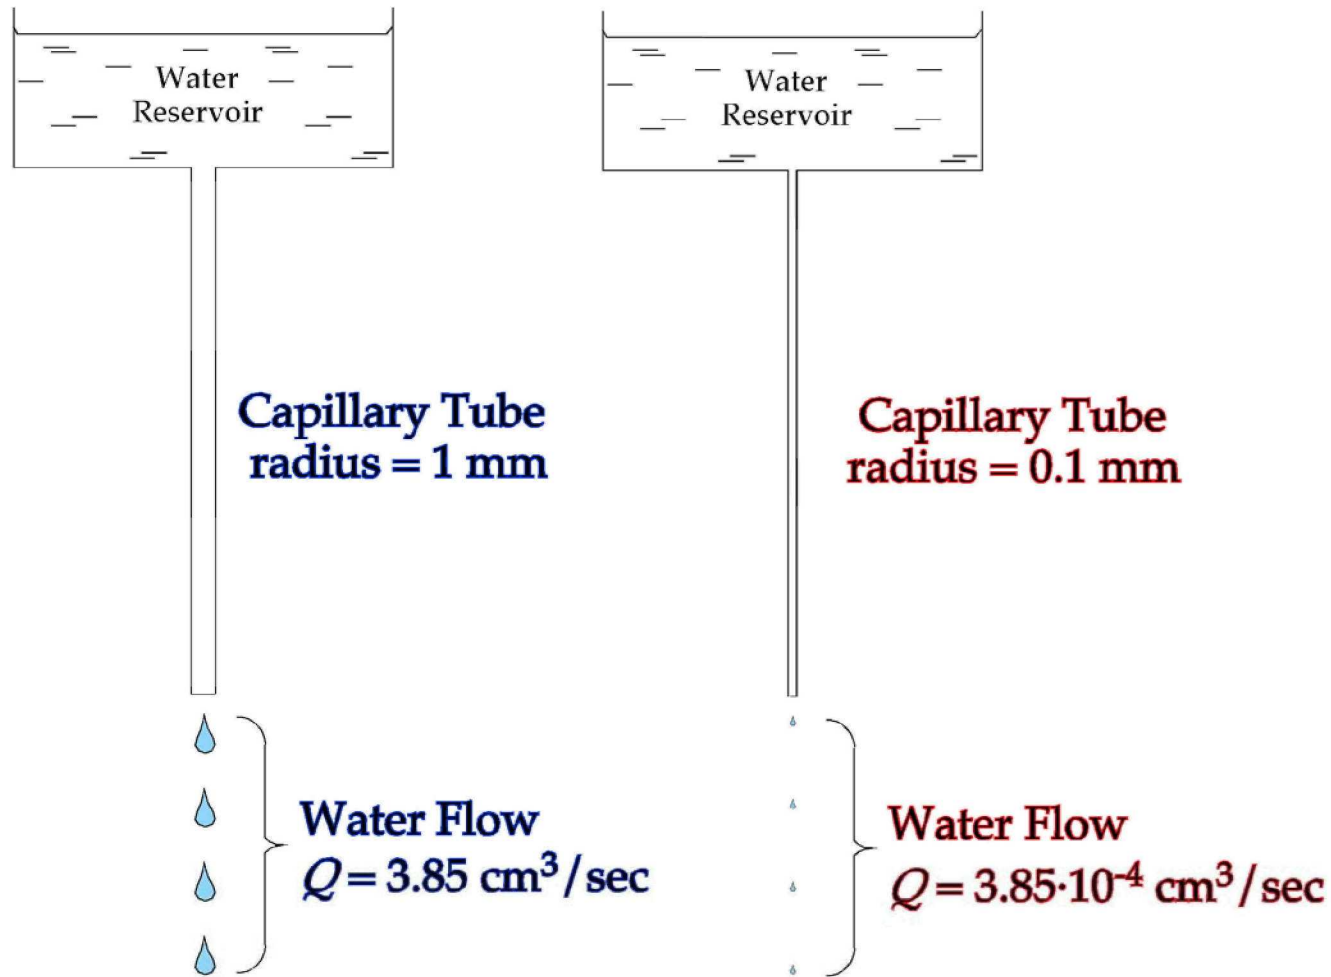 Water
Reservoir
Capillary Tube
radius = 1 mm
Water Flow
Q = 3.85 cm³/sec
Water
Reservoir
Capillary Tube
radius = 0.1 mm
Water Flow
Q = 3.85·10⁻⁴ cm³/sec